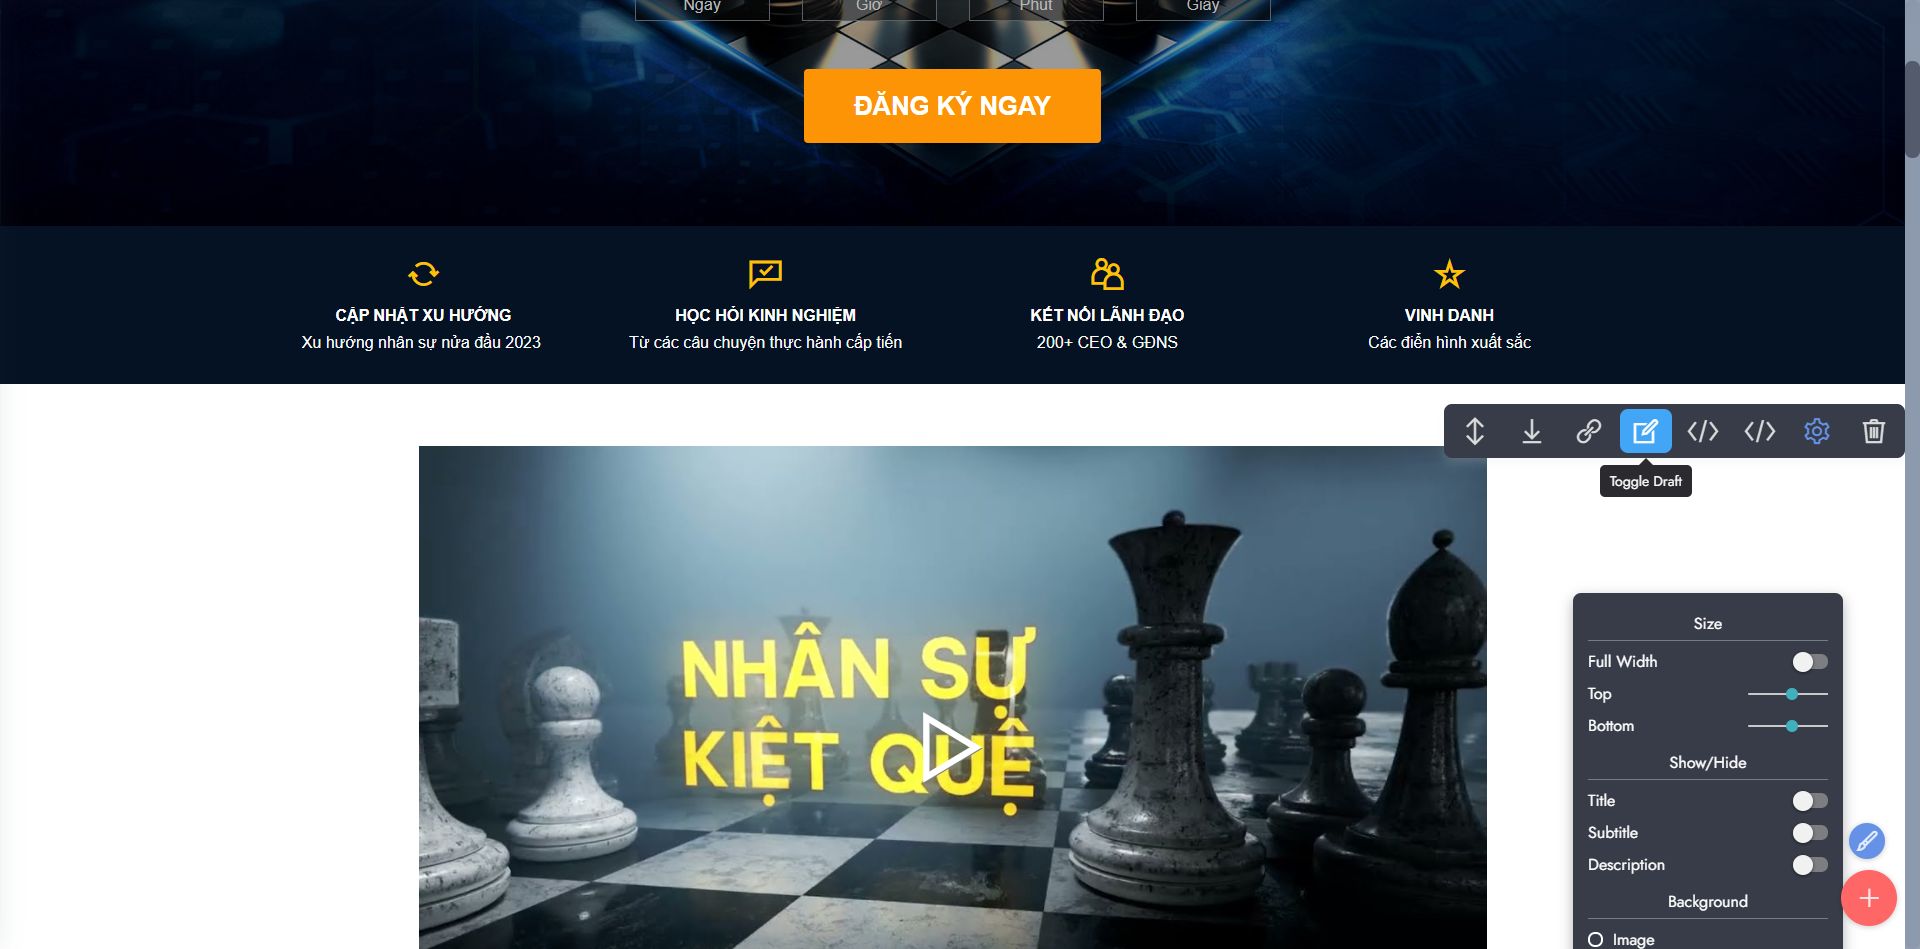 Ngày
Giờ
Phút
Giây
ĐĂNG KÝ NGAY
CẬP NHẬT XU HƯỚNG
Xu hướng nhân sự nửa đầu 2023
HỌC HỎI KINH NGHIỆM
Từ các câu chuyện thực hành cấp tiến
KẾT NỐI LÃNH ĐẠO
200+ CEO & GĐNS
VINH DANH
Các điển hình xuất sắc
Toggle Draft
NHÂN SỰ
KIỆT QUỆ
Size
Full Width
Top
Bottom
Show/Hide
Title
Subtitle
Description
Background
Image